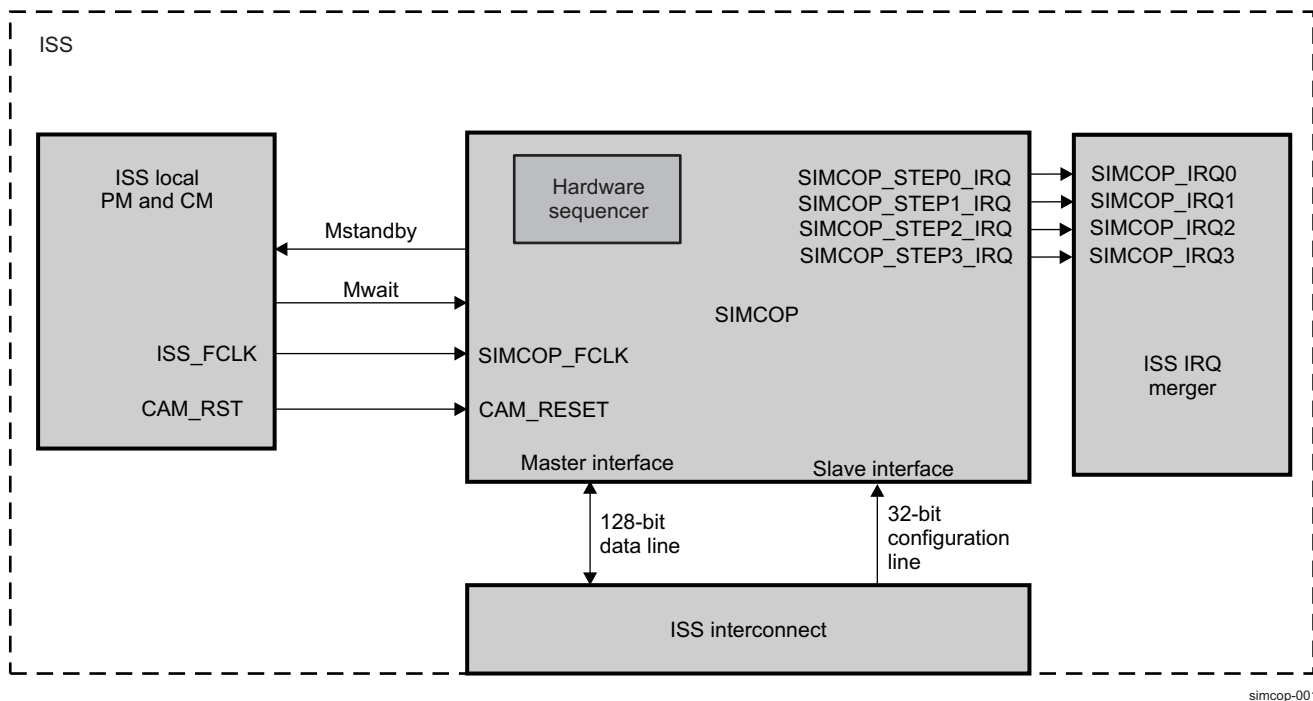 ISS
ISS local
PM and CM
Mstandby
Mwait
ISS_FCLK
CAM_RST
Hardware
sequencer
SIMCOP_STEP0_IRQ
SIMCOP_STEP1_IRQ
SIMCOP_STEP2_IRQ
SIMCOP_STEP3_IRQ
SIMCOP
SIMCOP_FCLK
CAM_RESET
Master interface
Slave interface
SIMCOP_IRQ0
SIMCOP_IRQ1
SIMCOP_IRQ2
SIMCOP_IRQ3
ISS IRQ
merger
128-bit
data line
32-bit
configuration
line
ISS interconnect
simcop-001